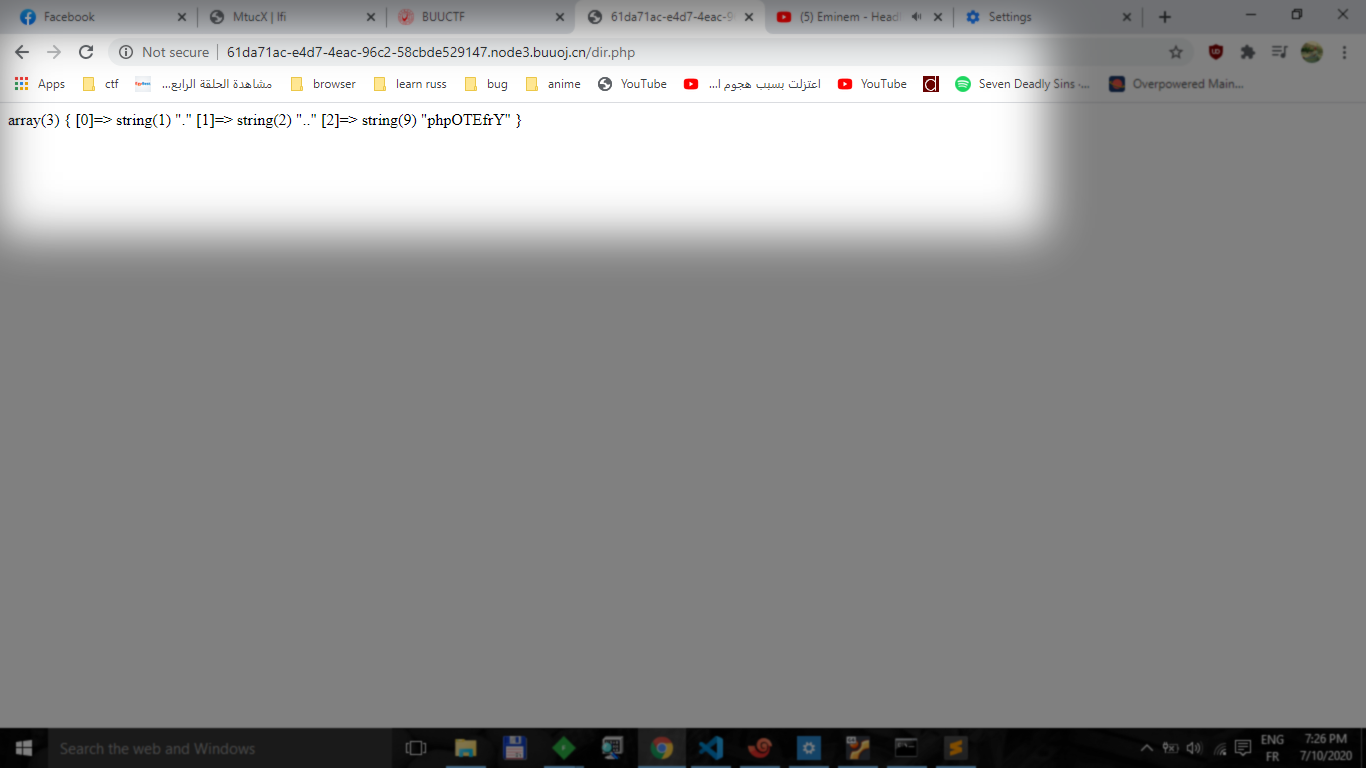 Facebook
MtucX | lfi
BUUCTF
61da71ac-e4d7-4eac-9
(5) Eminem - Headl
Settings
Not secure
61da71ac-e4d7-4eac-96c2-58cbde529147.node3.buuoj.cn/dir.php
Apps
ctf
مشاهدة الحلقة الرابع...
browser
learn russ
bug
anime
YouTube
اعتزلت بسبب هجوم ا...
YouTube
Seven Deadly Sins -...
Overpowered Main...
array(3) { [0]=> string(1) "." [1]=> string(2) ".." [2]=> string(9) "phpOTEfrY" }
Search the web and Windows
ENG
FR
7:26 PM
7/10/2020